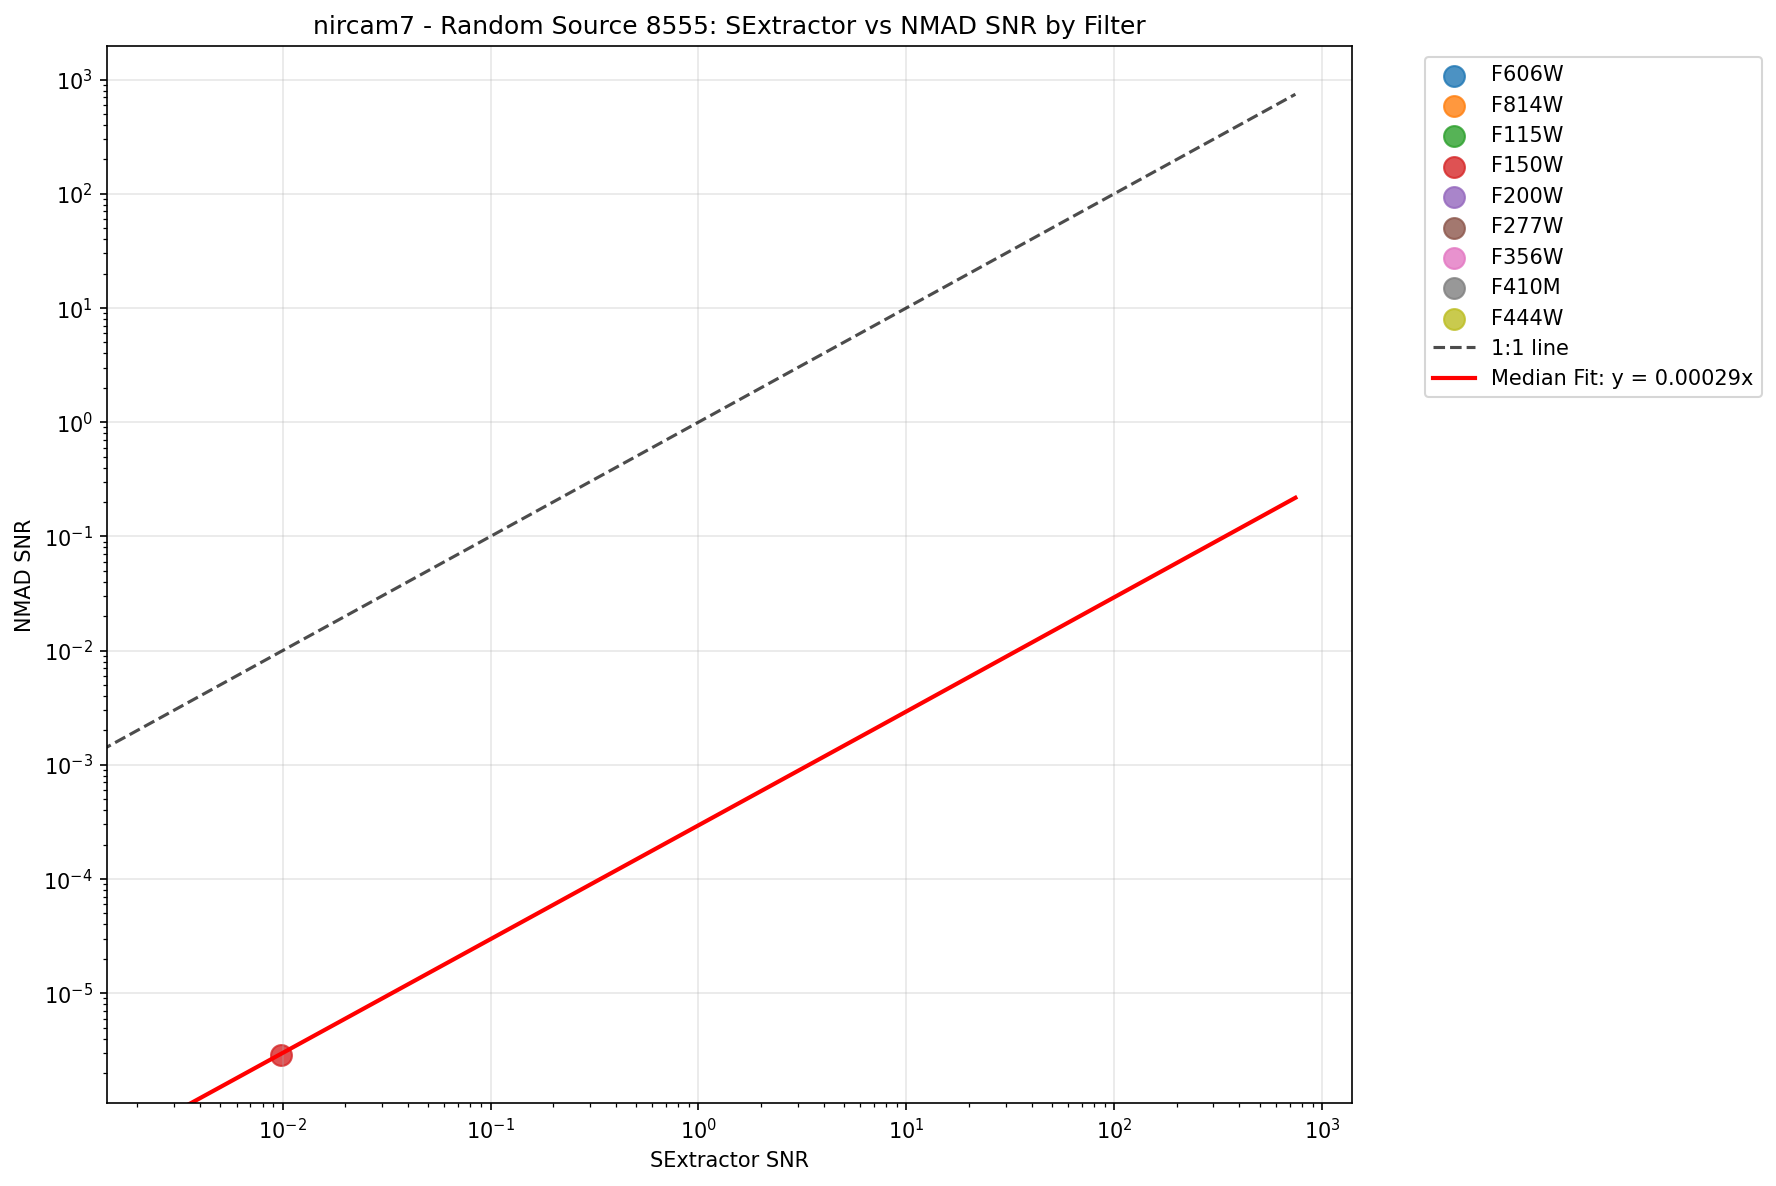 nircam7 - Random Source 8555: SExtractor vs NMAD SNR by Filter
NMAD SNR
10³
10²
10¹
10⁰
10⁻¹
10⁻²
10⁻³
10⁻⁴
10⁻⁵
10⁻²
10⁻¹
10⁰
10¹
10²
10³
SExtractor SNR
F606W
F814W
F115W
F150W
F200W
F277W
F356W
F410M
F444W
1:1 line
Median Fit: y = 0.00029x